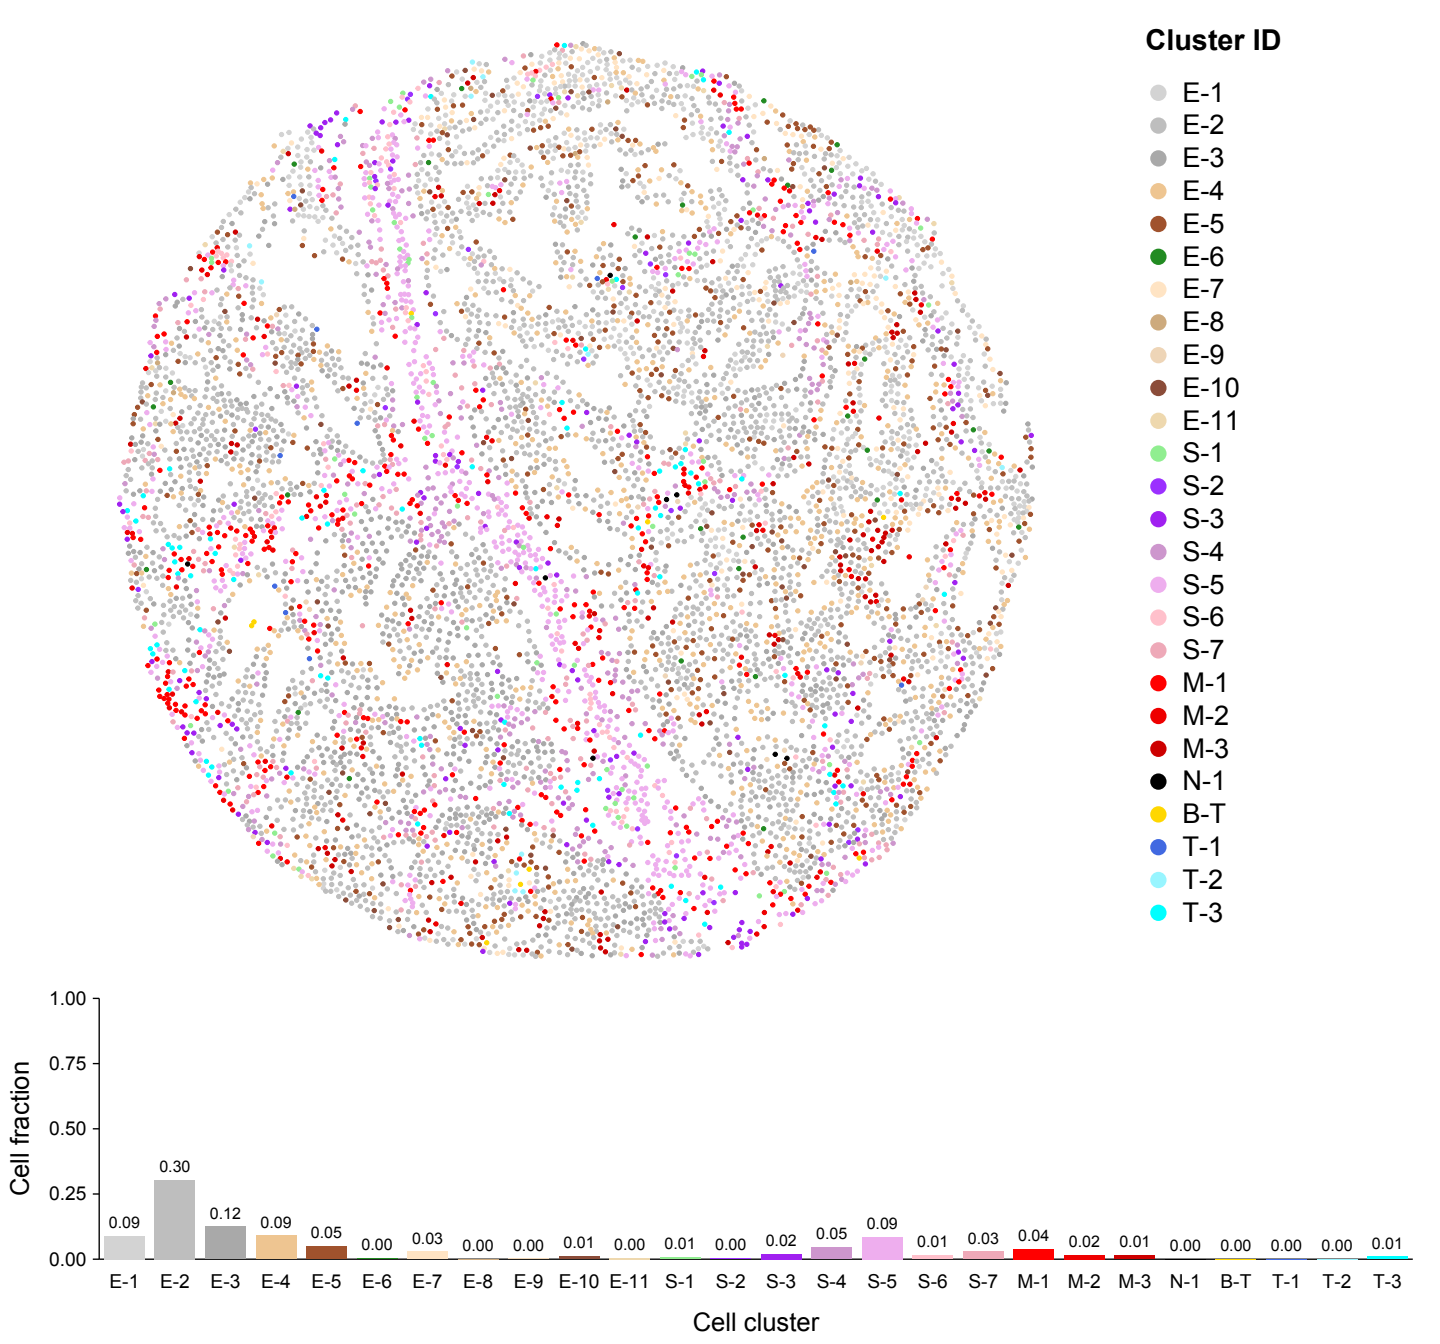 Cluster ID
E-1
E-2
E-3
E-4
E-5
E-6
E-7
E-8
E-9
E-10
E-11
S-1
S-2
S-3
S-4
S-5
S-6
S-7
M-1
M-2
M-3
N-1
B-T
T-1
T-2
T-3
1.00
0.75
0.50
0.25
0.00
Cell fraction
0.09 0.30 0.12 0.09 0.05 0.00 0.03 0.00 0.00 0.01 0.00 0.01 0.00 0.02 0.05 0.09 0.01 0.03 0.04 0.02 0.01 0.00 0.00 0.00 0.00 0.01
E-1 E-2 E-3 E-4 E-5 E-6 E-7 E-8 E-9 E-10 E-11 S-1 S-2 S-3 S-4 S-5 S-6 S-7 M-1 M-2 M-3 N-1 B-T T-1 T-2 T-3
Cell cluster